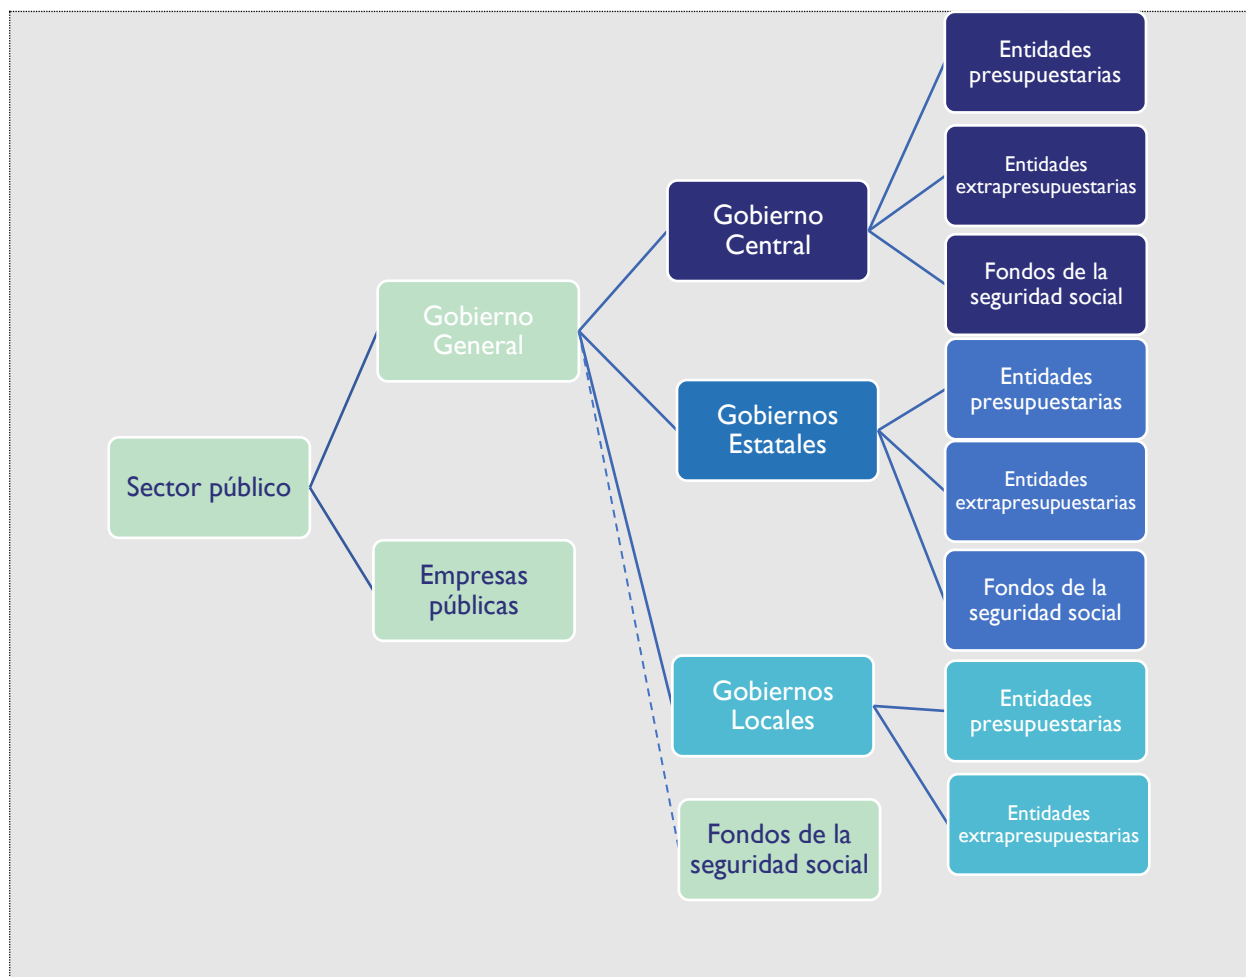 Sector público
Gobierno
General
Empresas
públicas
Gobierno
Central
Gobiernos
Estatales
Gobiernos
Locales
Fondos de la
seguridad social
Entidades
presupuestarias
Entidades
extrapresupuestarias
Fondos de la
seguridad social
Entidades
presupuestarias
Entidades
extrapresupuestarias
Fondos de la
seguridad social
Entidades
presupuestarias
Entidades
extrapresupuestarias